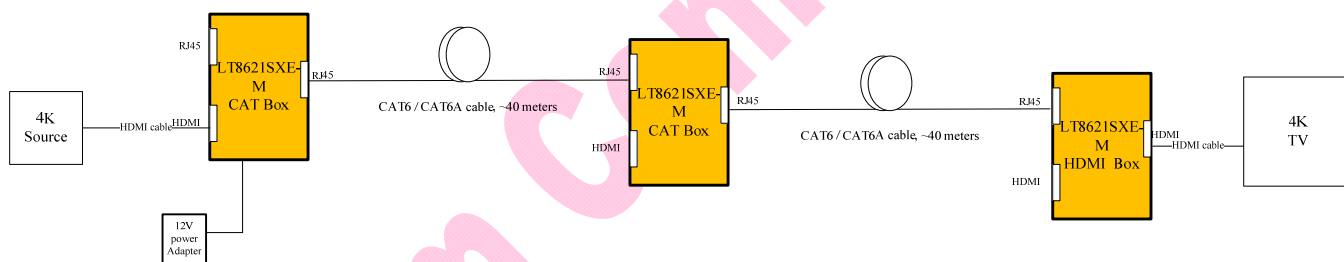 4K
Source
HDMI cable
HDMI
RJ45
LT8621SXE-
M
CAT Box
12V
power
Adapter
RJ45
CAT6 / CAT6A cable, ~40 meters
RJ45
HDMI
LT8621SXE-
M
CAT Box
RJ45
CAT6 / CAT6A cable, ~40 meters
RJ45
HDMI
LT8621SXE-
M
HDMI Box
HDMI
HDMI cable
4K
TV